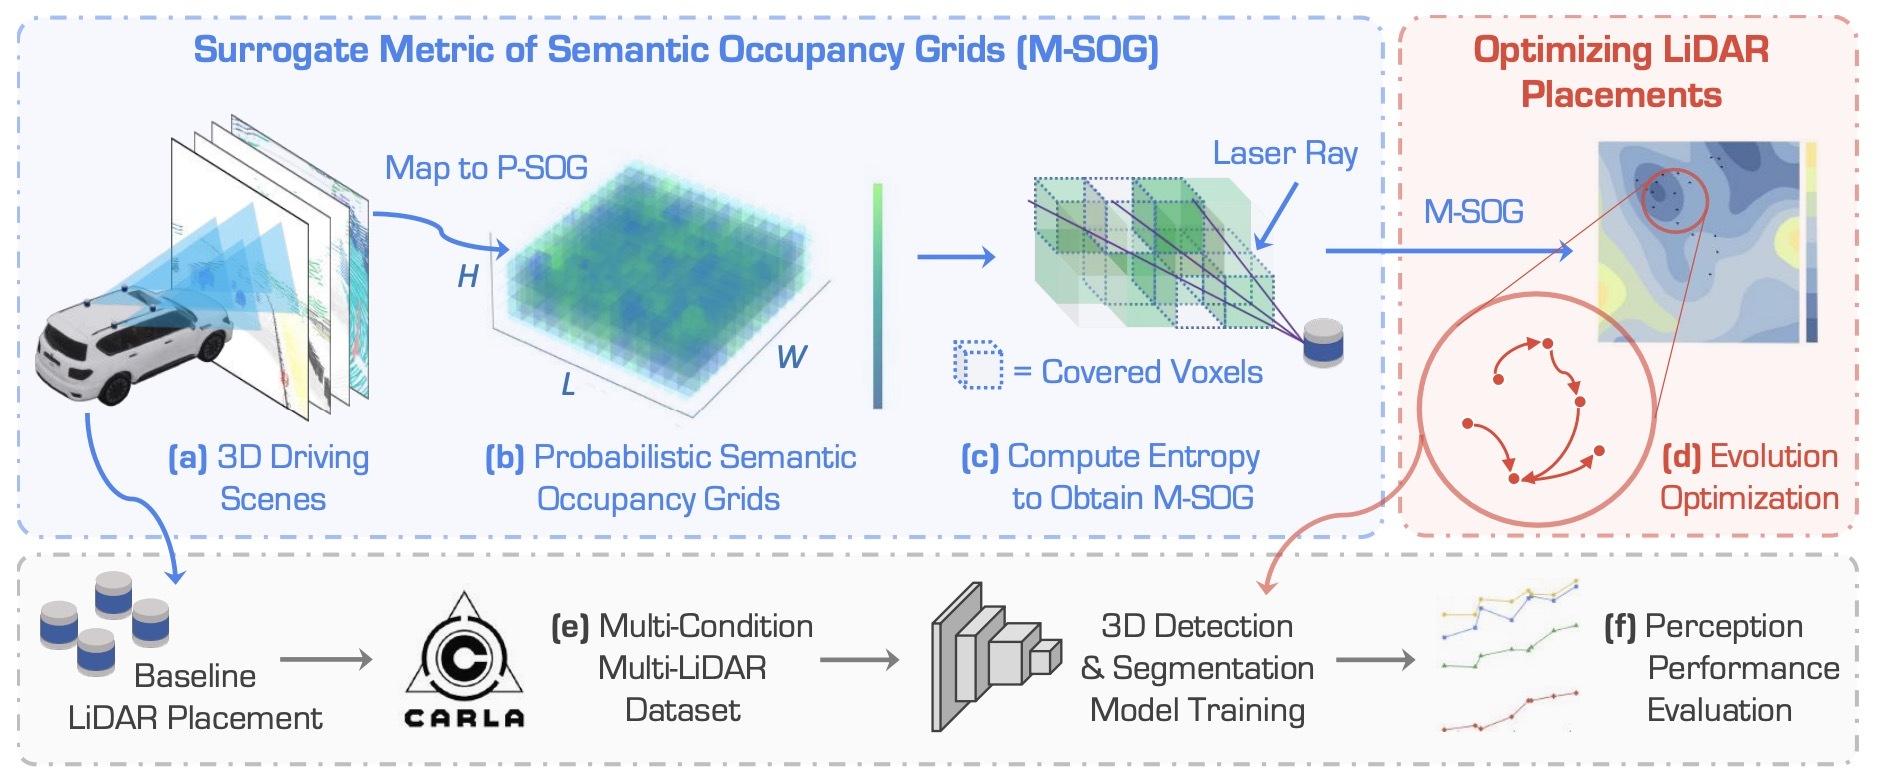 Surrogate Metric of Semantic Occupancy Grids (M-SOG)
Optimizing LiDAR
Placements
Map to P-SOG
Laser Ray
M-SOG
H
L
W
= Covered Voxels
(a) 3D Driving
Scenes
(b) Probabilistic Semantic
Occupancy Grids
(c) Compute Entropy
to Obtain M-SOG
(d) Evolution
Optimization
Baseline
LiDAR Placement
CARLA
(e) Multi-Condition
Multi-LiDAR
Dataset
3D Detection
& Segmentation
Model Training
(f) Perception
Performance
Evaluation